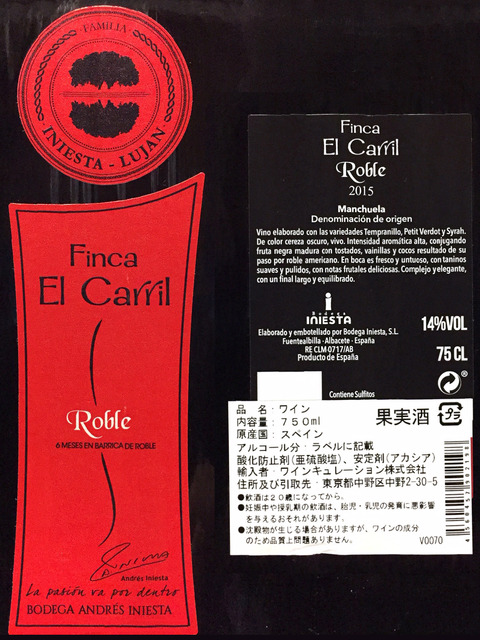 FAMILIA
INIESTA - LUJAN
Finca
El Carril
Roble
6 MESES EN BARRICA DE ROBLE
Andrés Iniesta
La pasión va por dentro
BODEGA ANDRÉS INIESTA
Finca
El Carril
Roble
2015
Manchuela
Denominación de origen
Vino elaborado con las variedades Tempranillo, Petit Verdot y Syrah.
De color cereza oscuro, vivo. Intensidad aromática alta, conjugando
fruta negra madura con tostados, vainillas y cocos resultado de su
paso por roble americano. En boca es fresco y untuoso, con taninos
suaves y pulidos, con notas frutales deliciosas. Complejo y elegante,
con un final largo y equilibrado.
Bodega
INIESTA
Elaborado y embotellado por Bodega Iniesta, S.L.
Fuentealbilla - Albacete - España
RE CLM-0717/AB
Producto de España
14%VOL
75 CL
Contiene Sulfitos
品名・ワイン
内容量：750ml
原産国：スペイン
果実酒
プラ
アルコール分・ラベルに記載
酸化防止剤(亜硫酸塩)、安定剤(アカシア)
輸入者・ワインキュレーション株式会社
住所及び引取先・東京都中野区中野2-30-5
●飲酒は20歳になってから。
●妊娠中や授乳期の飲酒は、胎児・乳児の発育に悪影響
を与えるおそれがあります。
●沈殿物が生じる場合がありますが、ワインの成分
のため品質上問題ありません。
V0070